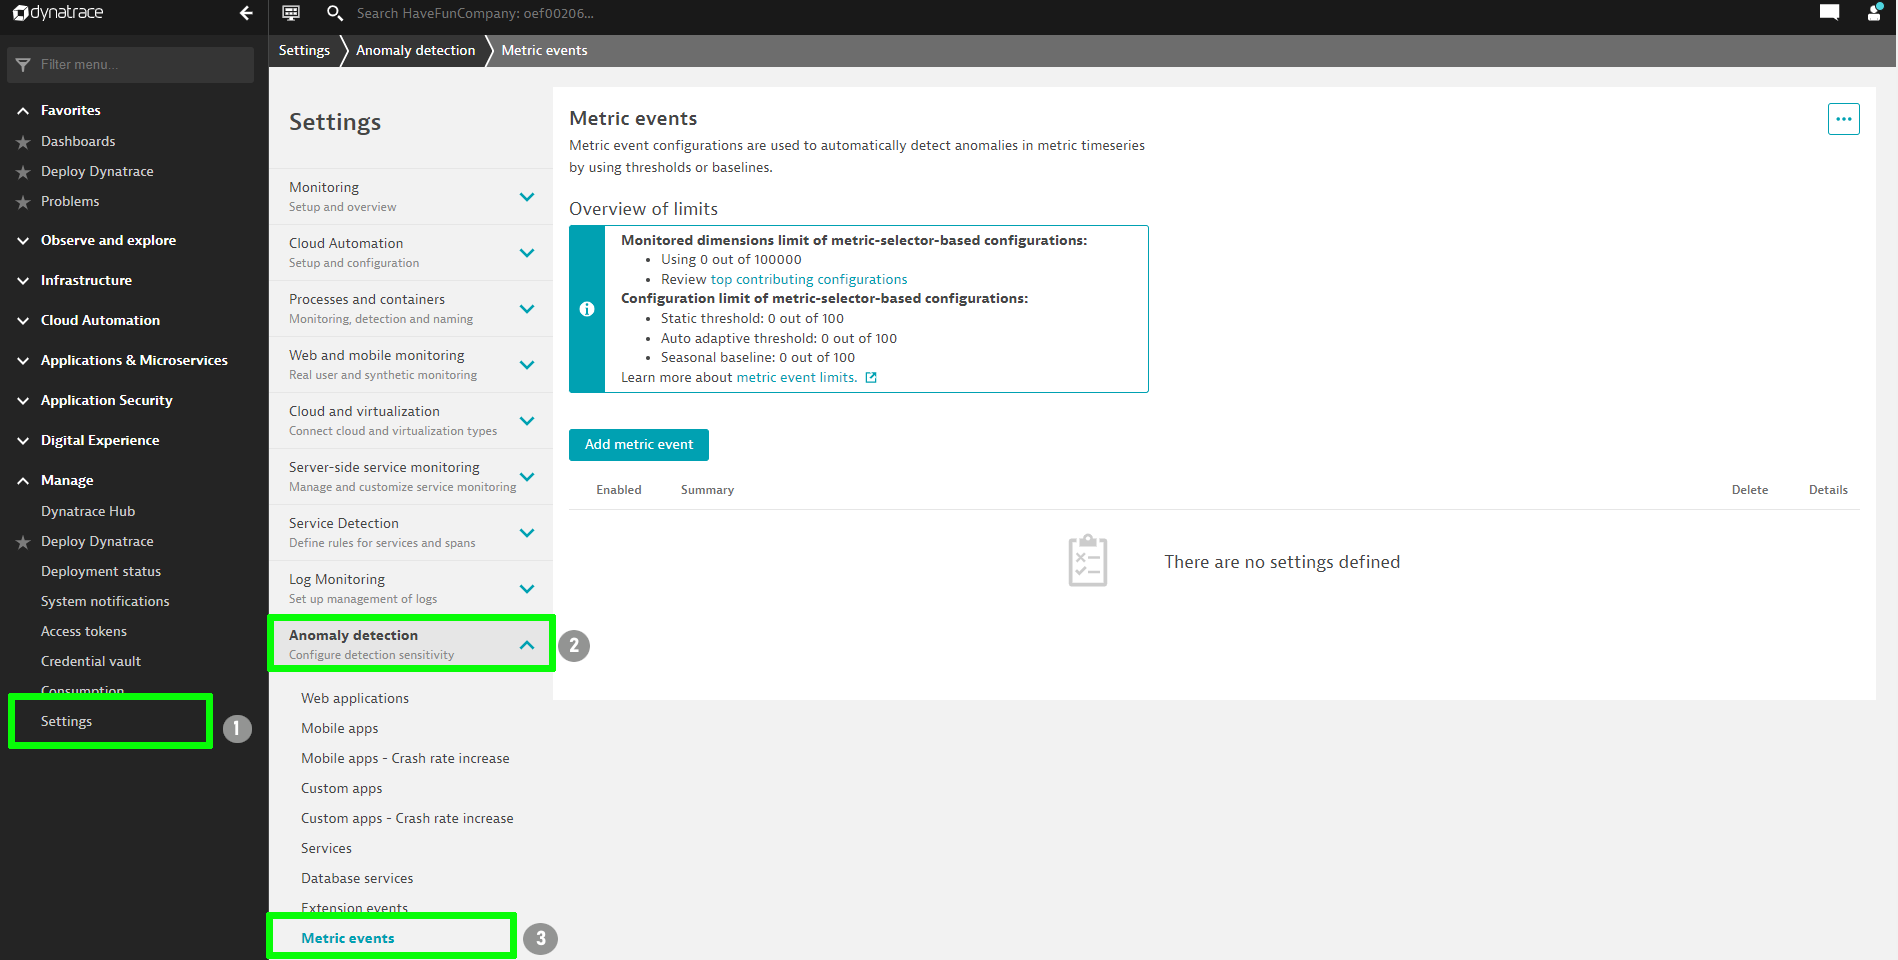 dynatrace
Search HaveFunCompany: oef00206...
Settings
Anomaly detection
Metric events
Filter menu...
Favorites
Dashboards
Deploy Dynatrace
Problems
Observe and explore
Infrastructure
Cloud Automation
Applications & Microservices
Application Security
Digital Experience
Manage
Dynatrace Hub
Deploy Dynatrace
Deployment status
System notifications
Access tokens
Credential vault
Consumption
Settings
1
Settings
Monitoring
Setup and overview
Cloud Automation
Setup and configuration
Processes and containers
Monitoring, detection and naming
Web and mobile monitoring
Real user and synthetic monitoring
Cloud and virtualization
Connect cloud and virtualization types
Server-side service monitoring
Manage and customize service monitoring
Service Detection
Define rules for services and spans
Log Monitoring
Set up management of logs
Anomaly detection
Configure detection sensitivity
2
Web applications
Mobile apps
Mobile apps - Crash rate increase
Custom apps
Custom apps - Crash rate increase
Services
Database services
Extension events
Metric events
3
Metric events
Metric event configurations are used to automatically detect anomalies in metric timeseries
by using thresholds or baselines.
Overview of limits
Monitored dimensions limit of metric-selector-based configurations:
• Using 0 out of 100000
• Review top contributing configurations
Configuration limit of metric-selector-based configurations:
• Static threshold: 0 out of 100
• Auto adaptive threshold: 0 out of 100
• Seasonal baseline: 0 out of 100
Learn more about metric event limits.
Add metric event
Enabled Summary Delete Details
There are no settings defined